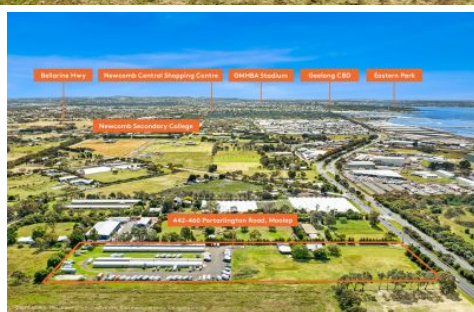 Bellarine Hwy
Newcomb Central Shopping Centre
GMHBA Stadium
Geelong CBD
Eastern Park
Newcomb Secondary College
442-460 Portarlington Road, Moolap